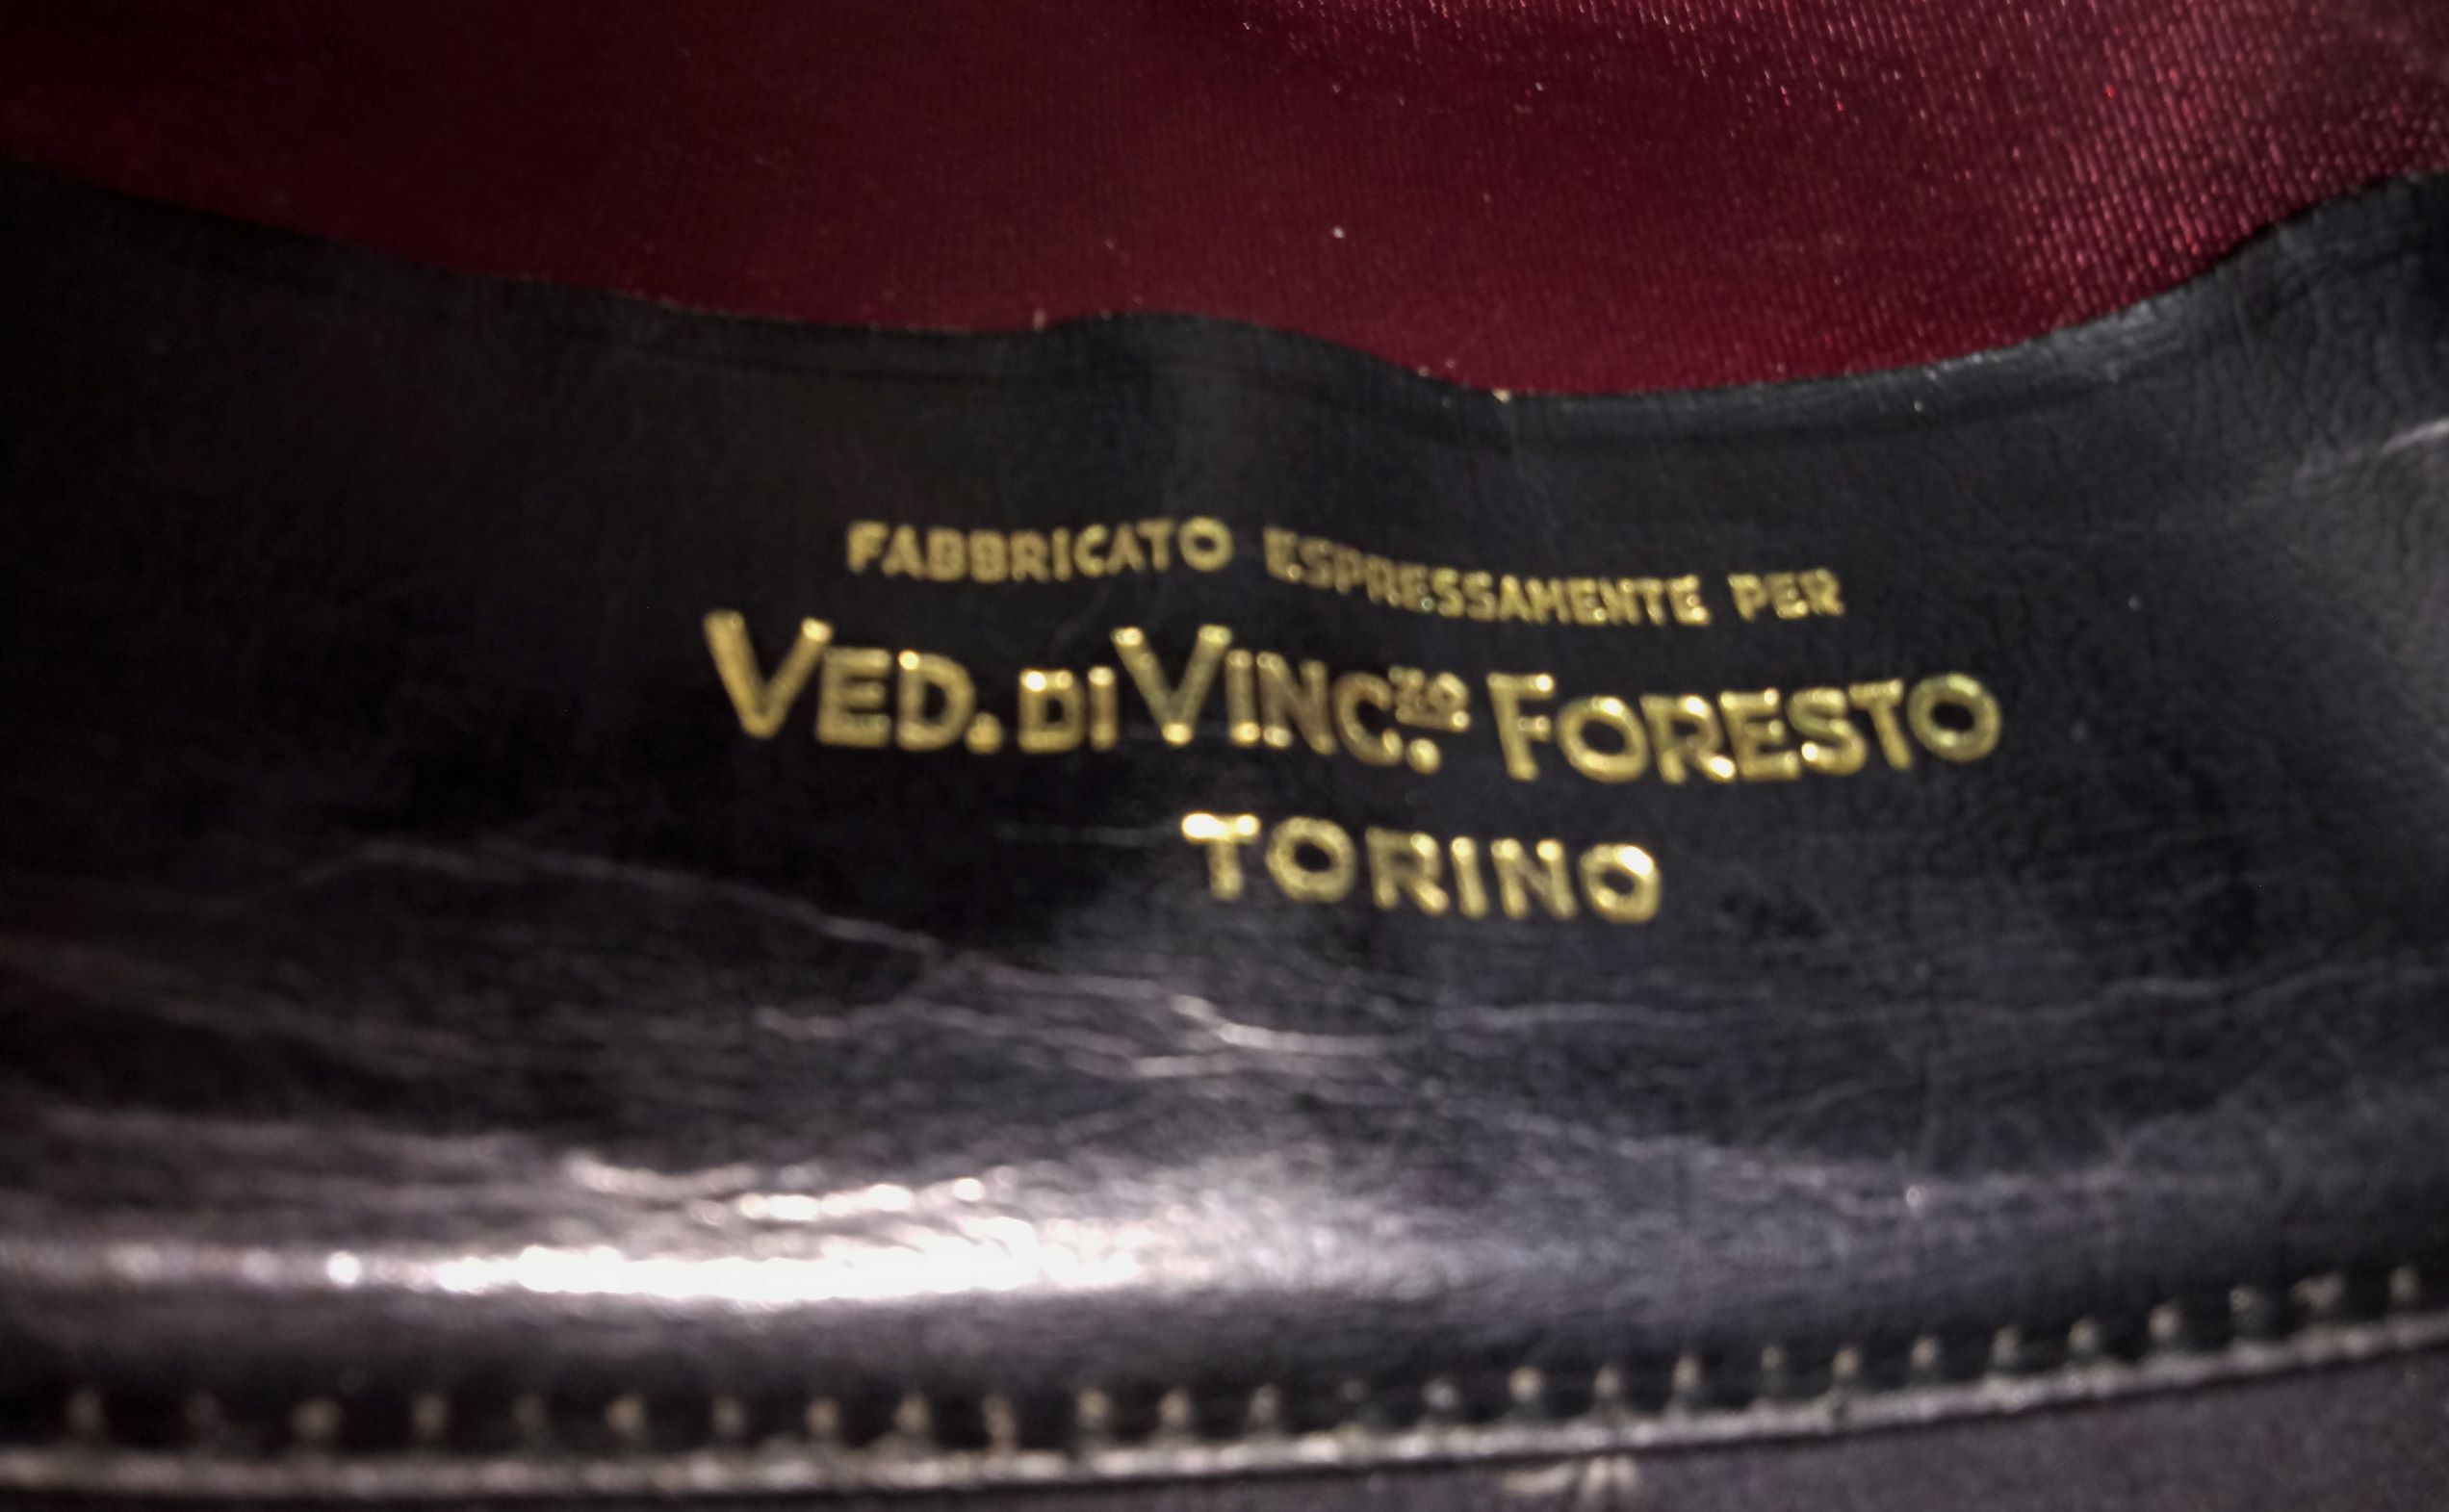 FABBRICATO ESPRESSAMENTE PER
VED. DI VINC.ZO FORESTO
TORINO